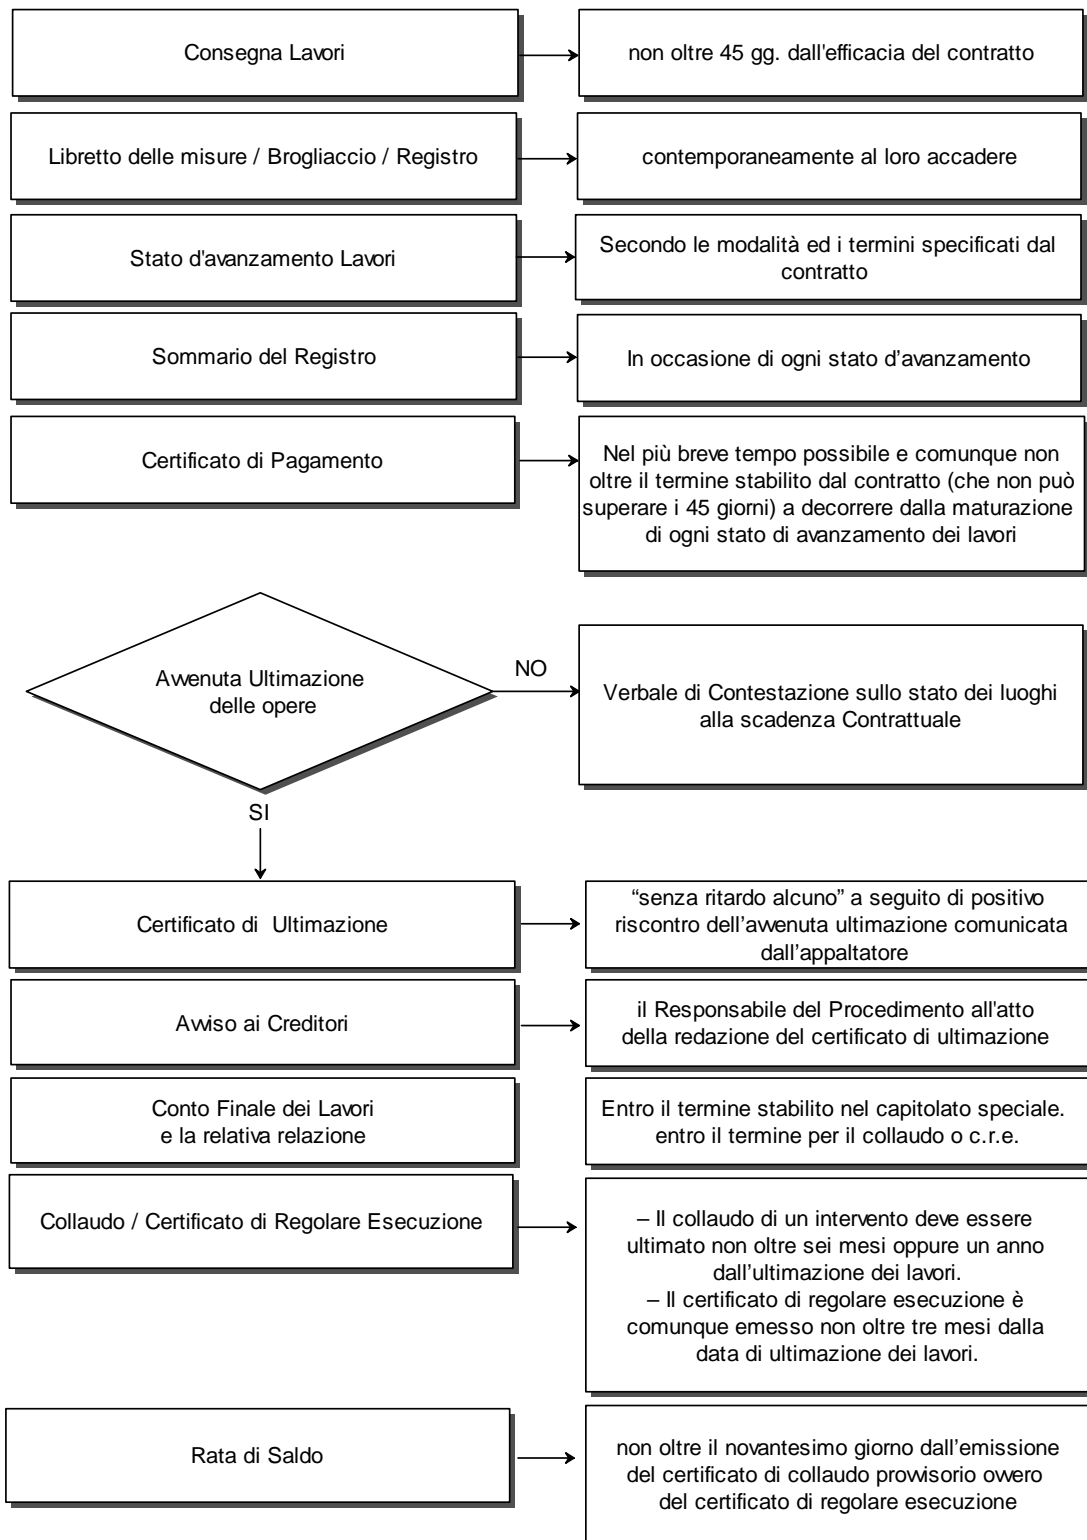 Consegna Lavori
non oltre 45 gg. dall'efficacia del contratto
Libretto delle misure / Brogliaccio / Registro
contemporaneamente al loro accadere
Stato d'avanzamento Lavori
Secondo le modalità ed i termini specificati dal
contratto
Sommario del Registro
In occasione di ogni stato d’avanzamento
Certificato di Pagamento
Nel più breve tempo possibile e comunque non
oltre il termine stabilito dal contratto (che non può
superare i 45 giorni) a decorrere dalla maturazione
di ogni stato di avanzamento dei lavori
Avvenuta Ultimazione
delle opere
NO
Verbale di Contestazione sullo stato dei luoghi
alla scadenza Contrattuale
SI
Certificato di Ultimazione
“senza ritardo alcuno” a seguito di positivo
riscontro dell’avvenuta ultimazione comunicata
dall’appaltatore
Avviso ai Creditori
il Responsabile del Procedimento all'atto
della redazione del certificato di ultimazione
Conto Finale dei Lavori
e la relativa relazione
Entro il termine stabilito nel capitolato speciale.
entro il termine per il collaudo o c.r.e.
Collaudo / Certificato di Regolare Esecuzione
– Il collaudo di un intervento deve essere
ultimato non oltre sei mesi oppure un anno
dall’ultimazione dei lavori.
– Il certificato di regolare esecuzione è
comunque emesso non oltre tre mesi dalla
data di ultimazione dei lavori.
Rata di Saldo
non oltre il novantesimo giorno dall’emissione
del certificato di collaudo provvisorio ovvero
del certificato di regolare esecuzione